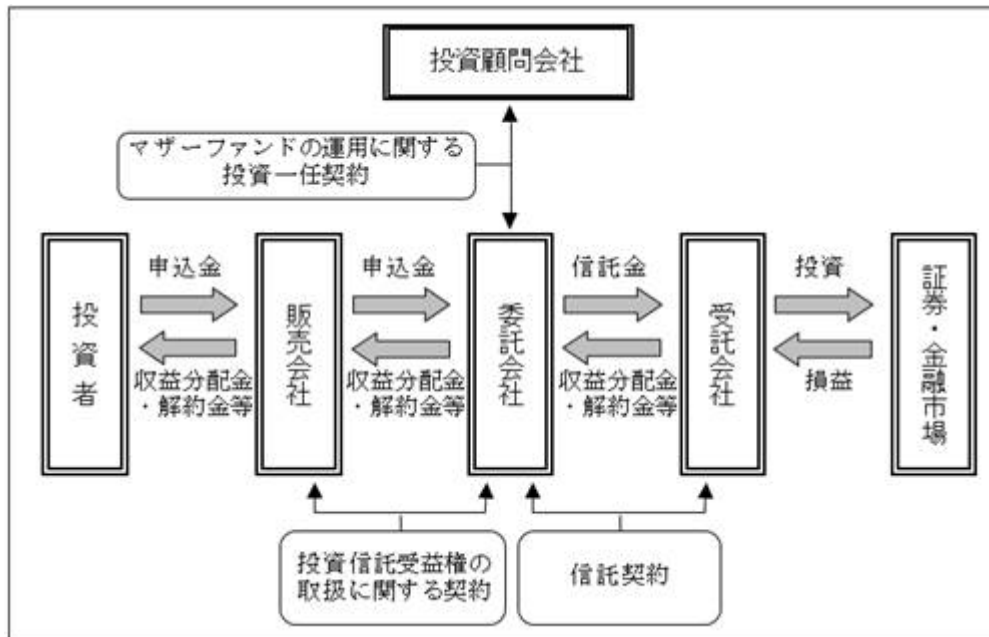 投資顧問会社
マザーファンドの運用に関する
投資一任契約
投資者
申込金
収益分配金
・解約金等
販売会社
申込金
収益分配金
・解約金等
委託会社
信託金
収益分配金
・解約金等
受託会社
投資
損益
証券・金融市場
投資信託受益権の
取扱に関する契約
信託契約